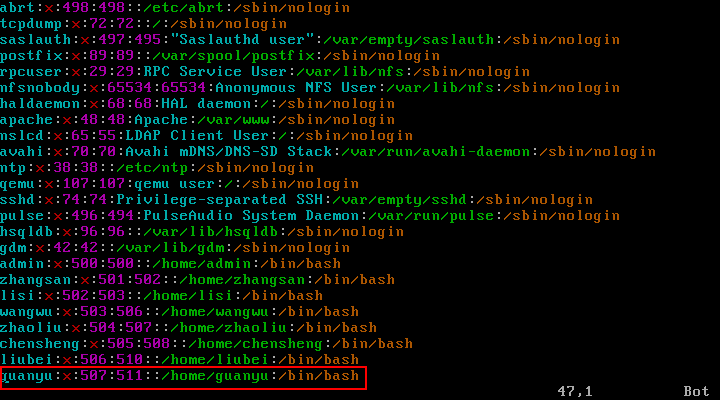 abrt:x:498:498::/etc/abrt:/sbin/nologin
tcpdump:x:72:72::/:/sbin/nologin
saslauth:x:497:495:"Saslauthd user":/var/empty/saslauth:/sbin/nologin
postfix:x:89:89::/var/spool/postfix:/sbin/nologin
rpcuser:x:29:29:RPC Service User:/var/lib/nfs:/sbin/nologin
nfsnobody:x:65534:65534:Anonymous NFS User:/var/lib/nfs:/sbin/nologin
haldaemon:x:68:68:HAL daemon:/:/sbin/nologin
apache:x:48:48:Apache:/var/www:/sbin/nologin
nslcd:x:65:55:LDAP Client User:/:/sbin/nologin
avahi:x:70:70:Avahi mDNS/DNS-SD Stack:/var/run/avahi-daemon:/sbin/nologin
ntp:x:38:38::/etc/ntp:/sbin/nologin
qemu:x:107:107:qemu user:/:/sbin/nologin
sshd:x:74:74:Privilege-separated SSH:/var/empty/sshd:/sbin/nologin
pulse:x:496:494:PulseAudio System Daemon:/var/run/pulse:/sbin/nologin
hsqldb:x:96:96::/var/lib/hsqldb:/sbin/nologin
gdm:x:42:42::/var/lib/gdm:/sbin/nologin
admin:x:500:500::/home/admin:/bin/bash
zhangsan:x:501:502::/home/zhangsan:/bin/bash
lisi:x:502:503::/home/lisi:/bin/bash
wangwu:x:503:506::/home/wangwu:/bin/bash
zhaoliu:x:504:507::/home/zhaoliu:/bin/bash
chensheng:x:505:508::/home/chensheng:/bin/bash
liubei:x:506:510::/home/liubei:/bin/bash
guanyu:x:507:511::/home/guanyu:/bin/bash
47,1 Bot